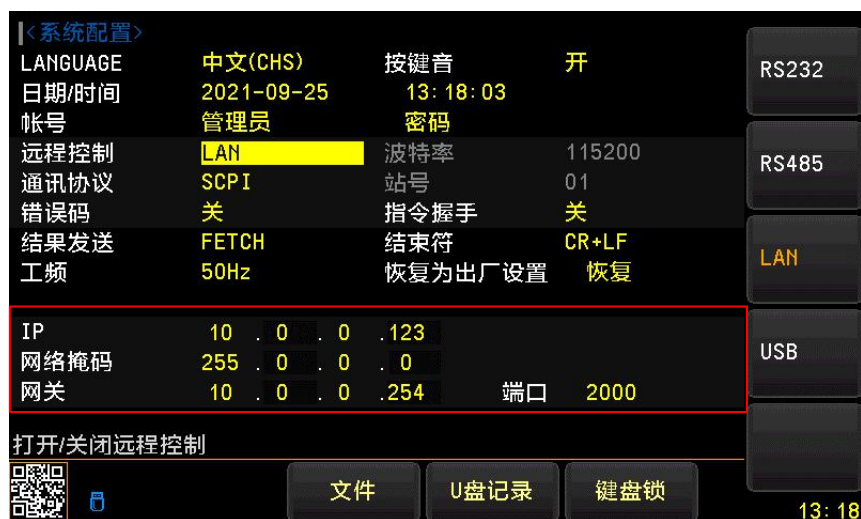 <系统配置>
LANGUAGE 中文(CHS) 按键音 开
日期/时间 2021-09-25 13:18:03
帐号 管理员 密码
远程控制 LAN 波特率 115200
通讯协议 SCPI 站号 01
错误码 关 指令握手 关
结果发送 FETCH 结束符 CR+LF
工频 50Hz 恢复为出厂设置 恢复
IP 10 . 0 . 0 .123
网络掩码 255 . 0 . 0 . 0
网关 10 . 0 . 0 .254 端口 2000
打开/关闭远程控制
文件 U盘记录 键盘锁
RS232
RS485
LAN
USB
13:18